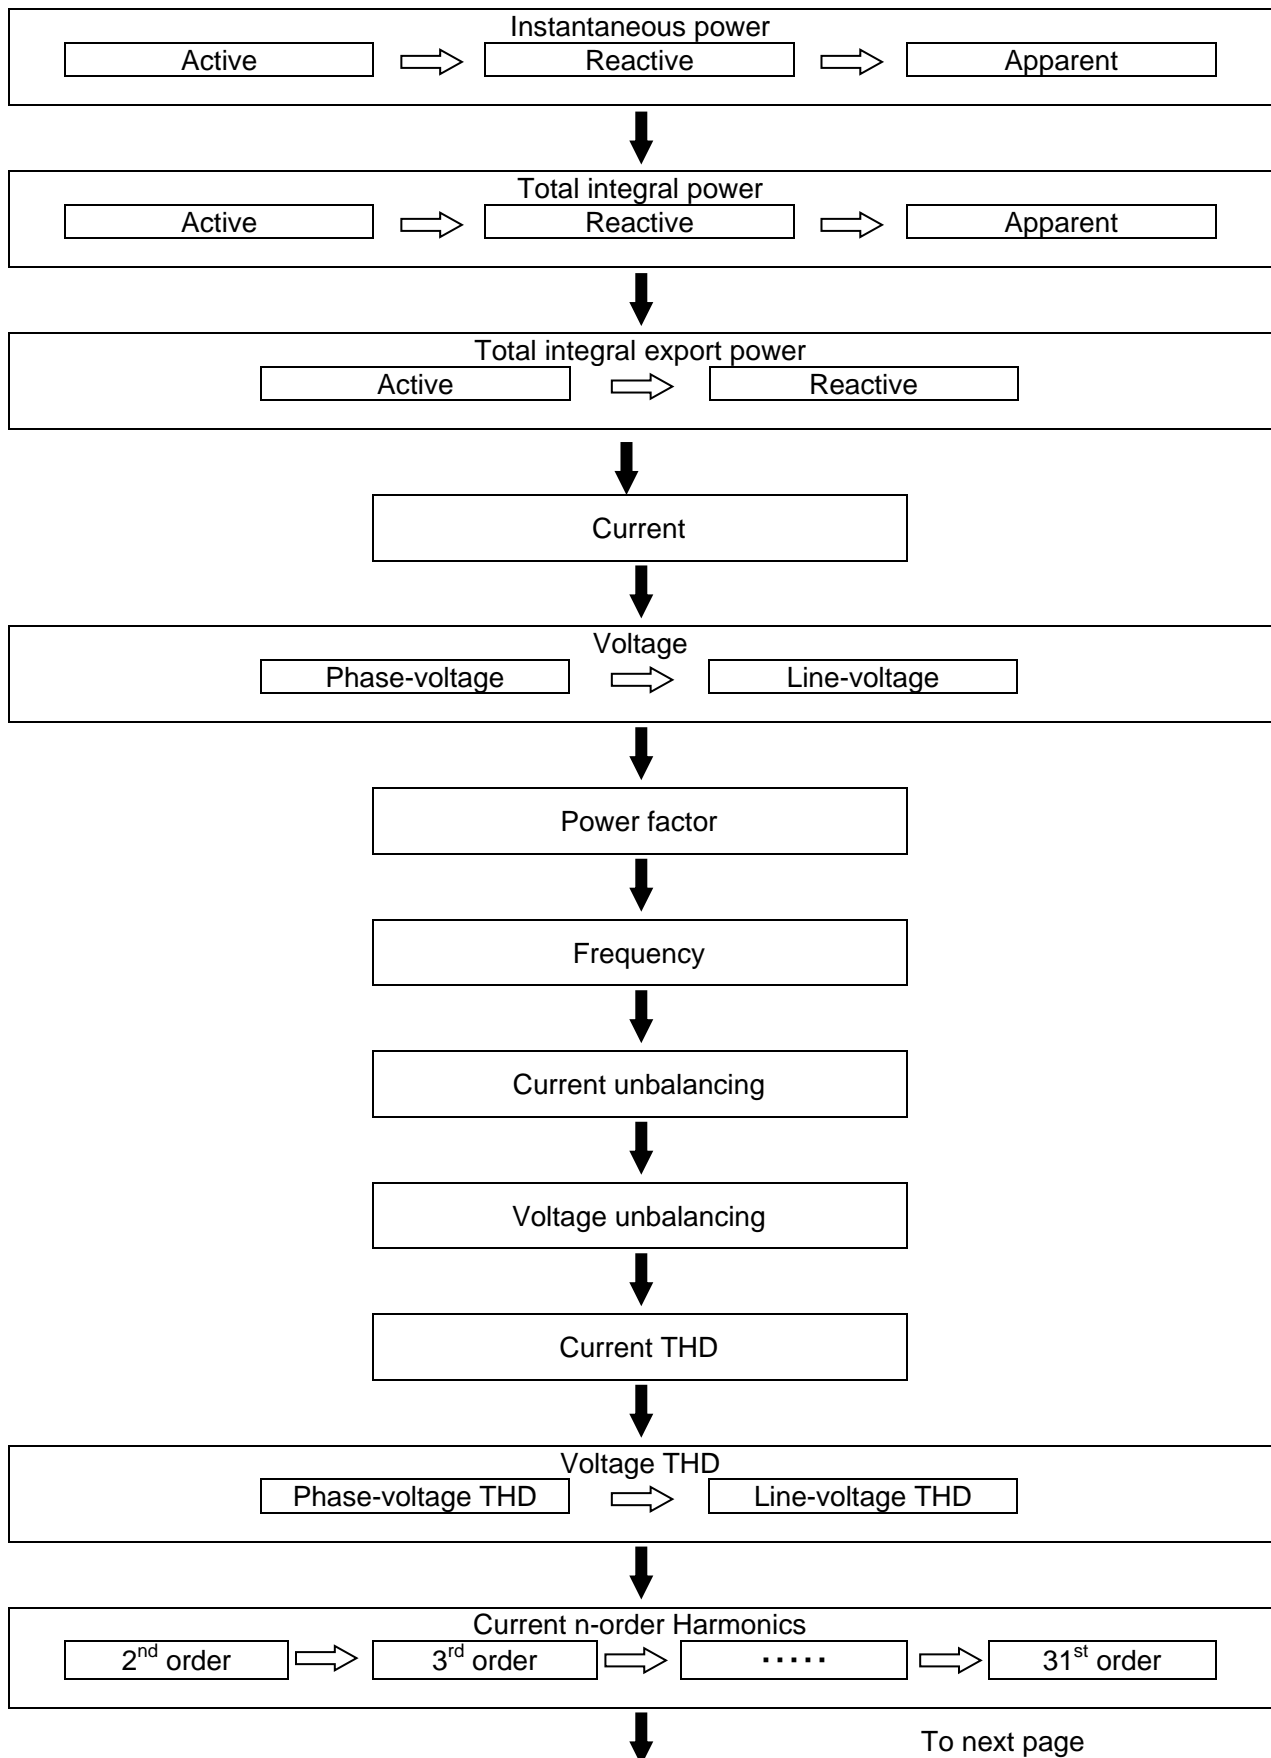 Instantaneous power
Active Reactive Apparent
Total integral power
Active Reactive Apparent
Total integral export power
Active Reactive
Current
Voltage
Phase-voltage Line-voltage
Power factor
Frequency
Current unbalancing
Voltage unbalancing
Current THD
Voltage THD
Phase-voltage THD Line-voltage THD
Current n-order Harmonics
2nd order 3rd order ····· 31st order
To next page